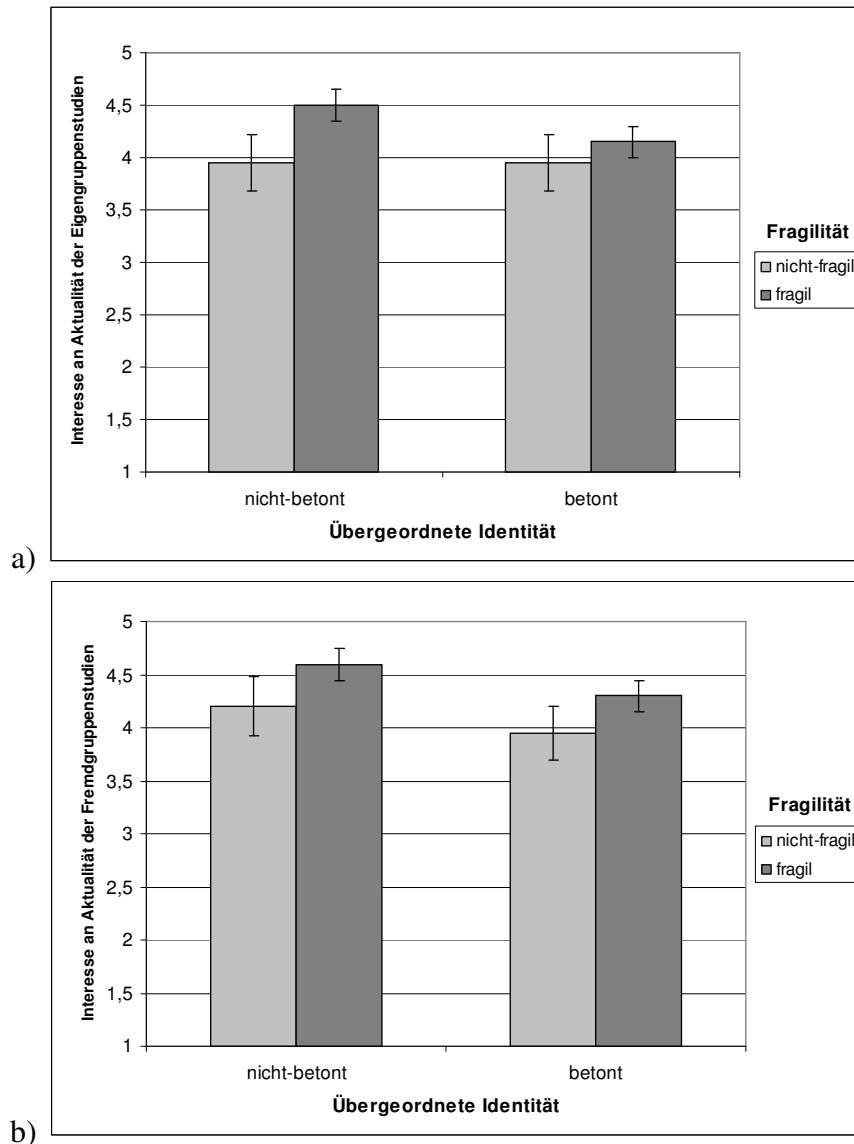 5
4,5
4
3,5
3
2,5
2
1,5
1
Interesse an Aktualität der Eigengruppenstudien
nicht-betont
betont
Übergeordnete Identität
Fragilität
nicht-fragil
fragil
a)
5
4,5
4
3,5
3
2,5
2
1,5
1
Interesse an Aktualität der Fremdgruppenstudien
nicht-betont
betont
Übergeordnete Identität
Fragilität
nicht-fragil
fragil
b)